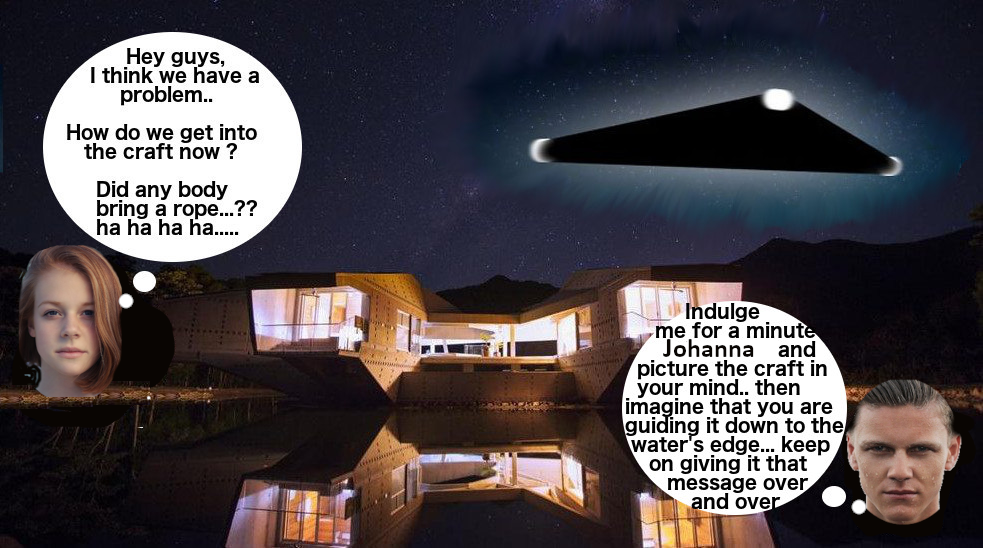 Hey guys,
I think we have a
problem..
How do we get into
the craft now ?
Did any body
bring a rope...??
ha ha ha ha.....
Indulge
me for a minute
Johanna and
picture the craft in
your mind.. then
imagine that you are
guiding it down to the
water's edge... keep
on giving it that
message over
and over